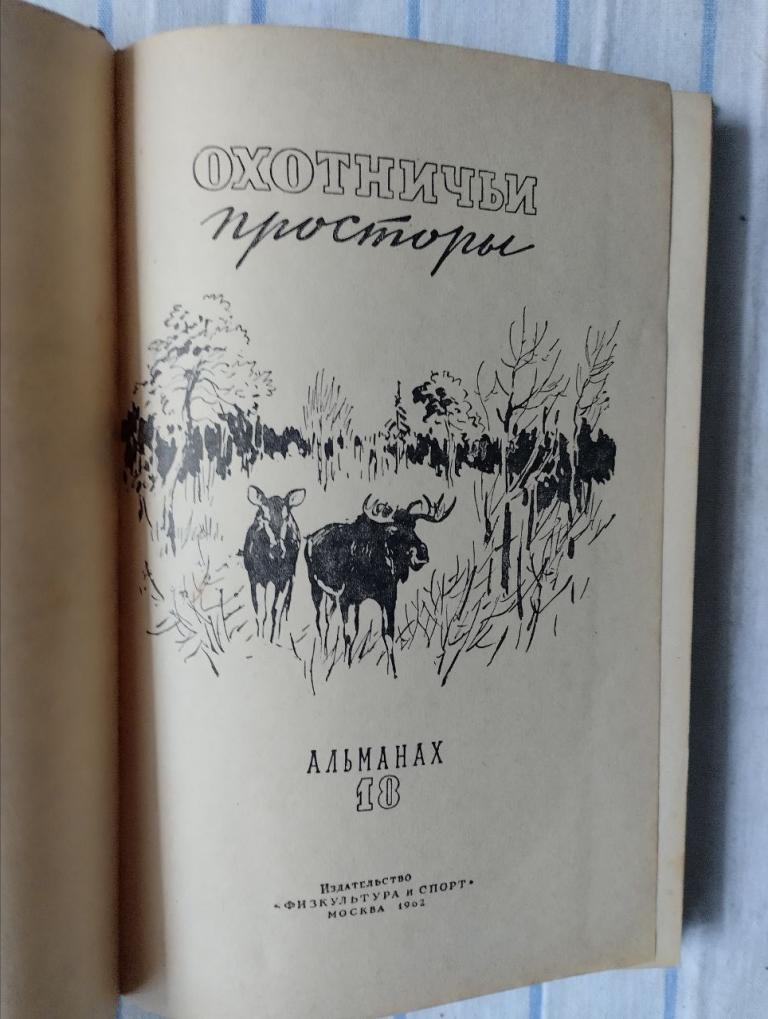 ОХОТНИЧЬИ
просторы
АЛЬМАНАХ
18
Издательство
«ФИЗКУЛЬТУРА и СПОРТ»
МОСКВА 1962